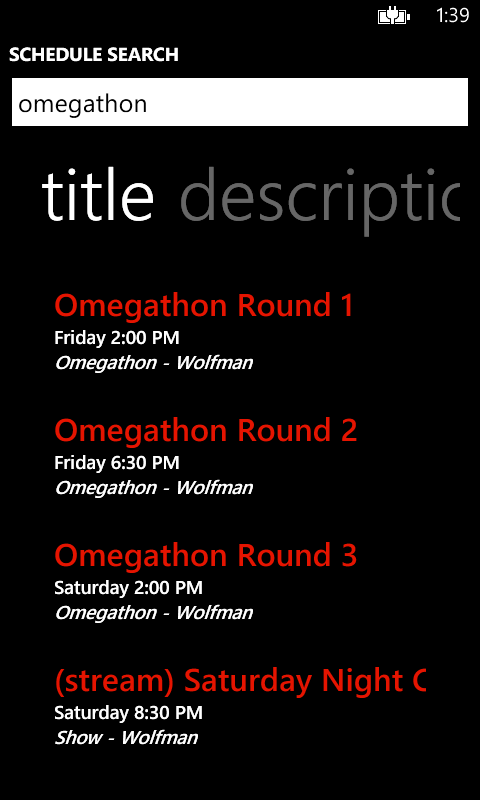 1:39
SCHEDULE SEARCH
omegathon
title descriptic
Omegathon Round 1
Friday 2:00 PM
Omegathon - Wolfman
Omegathon Round 2
Friday 6:30 PM
Omegathon - Wolfman
Omegathon Round 3
Saturday 2:00 PM
Omegathon - Wolfman
(stream) Saturday Night C
Saturday 8:30 PM
Show - Wolfman